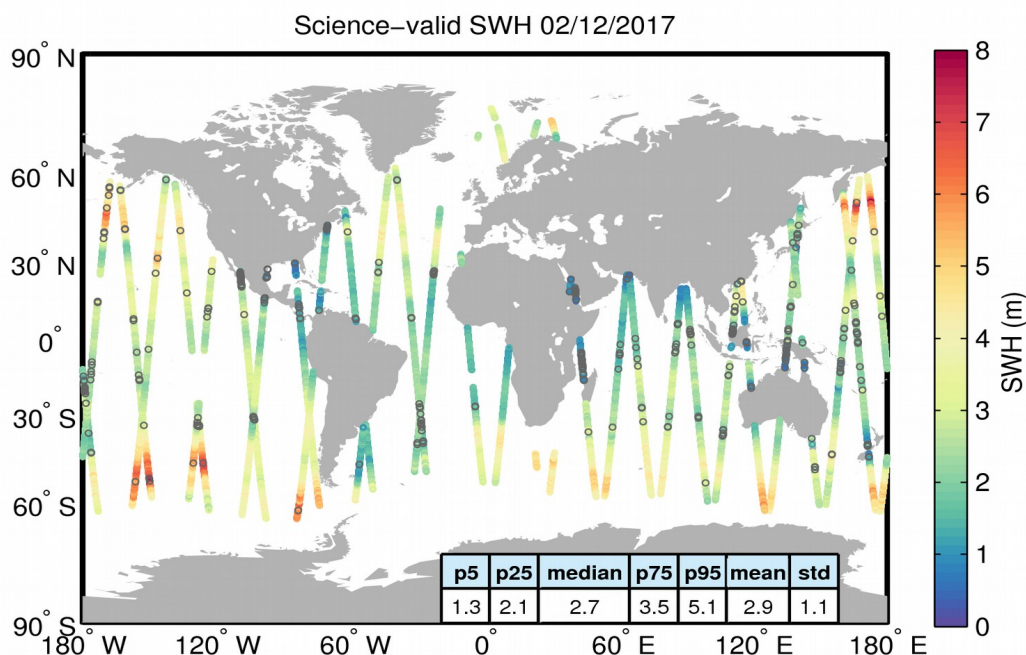 Science−valid SWH 02/12/2017
90° N
60° N
30° N
0°
30° S
60° S
90° S
180° W
120° W
60° W
0
60° E
120° E
180° E
p5 p25 median p75 p95 mean std
1.3 2.1 2.7 3.5 5.1 2.9 1.1
8
7
6
5
4
3
2
1
0
SWH (m)